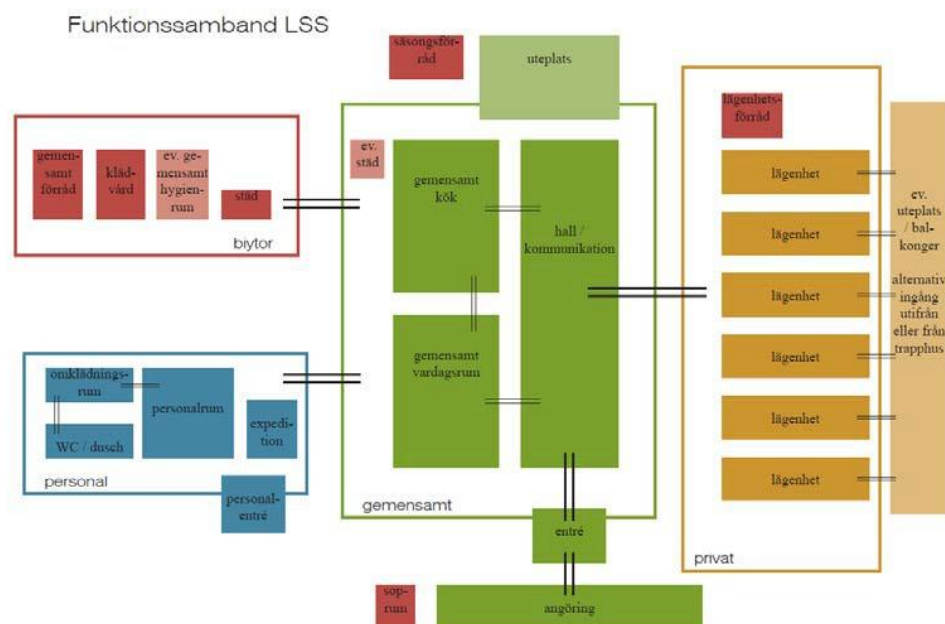 Funktionssamband LSS
säsongsför-
råd
uteplats
gemen-
samt
förråd
kläd-
vård
ev. ge-
mensamt
hygien-
rum
städ
biytor
ev.
städ
gemensamt
kök
hall /
kommunikation
gemensamt
vardagsrum
gemensamt
omklädnings-
rum
WC / dusch
personalrum
expedi-
tion
personal
personal-
entré
entré
sop-
rum
angöring
lägenhets-
förråd
lägenhet
lägenhet
lägenhet
lägenhet
lägenhet
lägenhet
privat
ev.
uteplats
/ bal-
konger
alternativ
ingång
utifrån
eller från
trapphus